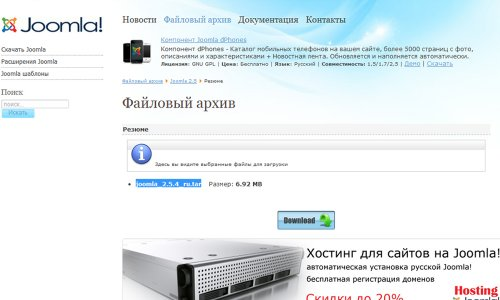 Joomla!
Новости Файловый архив Документация Контакты
Скачать Joomla
Расширения Joomla
Joomla шаблоны
Поиск
поиск...
Искать
Компонент Joomla dPhones
Компонент dPhones - Каталог мобильных телефонов на вашем сайте, более 5000 страниц с фото,
описаниями и характеристиками + Новостная лента. Обновляется и наполняется автоматически.
Лицензия: GNU GPL | Цена: Бесплатно | Язык: Русский | Совместимость: 1.5/1.7/2.5 | Демо | Скачать
Файловый архив Joomla 2.5 Резюме
Файловый архив
Резюме
Здесь вы видите выбранные файлы для загрузки
joomla_2.5.4_ru.tar Размер: 6.92 MB
Download
Хостинг для сайтов на Joomla!
автоматическая установка русской Joomla!
бесплатная регистрация доменов
Скидки до 20%
Hosting
Joomla!